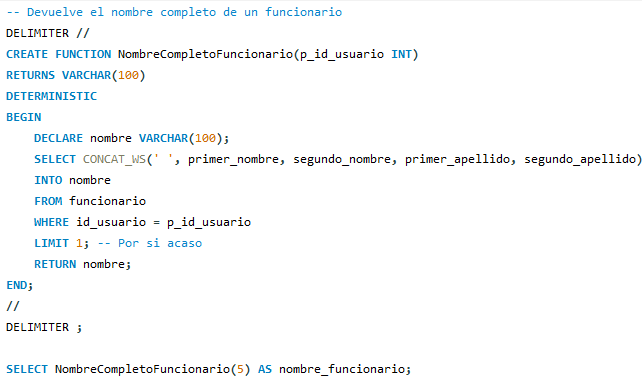 -- Devuelve el nombre completo de un funcionario
DELIMITER //
CREATE FUNCTION NombreCompletoFuncionario(p_id_usuario INT)
RETURNS VARCHAR(100)
DETERMINISTIC
BEGIN
    DECLARE nombre VARCHAR(100);
    SELECT CONCAT_WS(' ', primer_nombre, segundo_nombre, primer_apellido, segundo_apellido)
    INTO nombre
    FROM funcionario
    WHERE id_usuario = p_id_usuario
    LIMIT 1; -- Por si acaso
    RETURN nombre;
END;
//
DELIMITER ;

SELECT NombreCompletoFuncionario(5) AS nombre_funcionario;